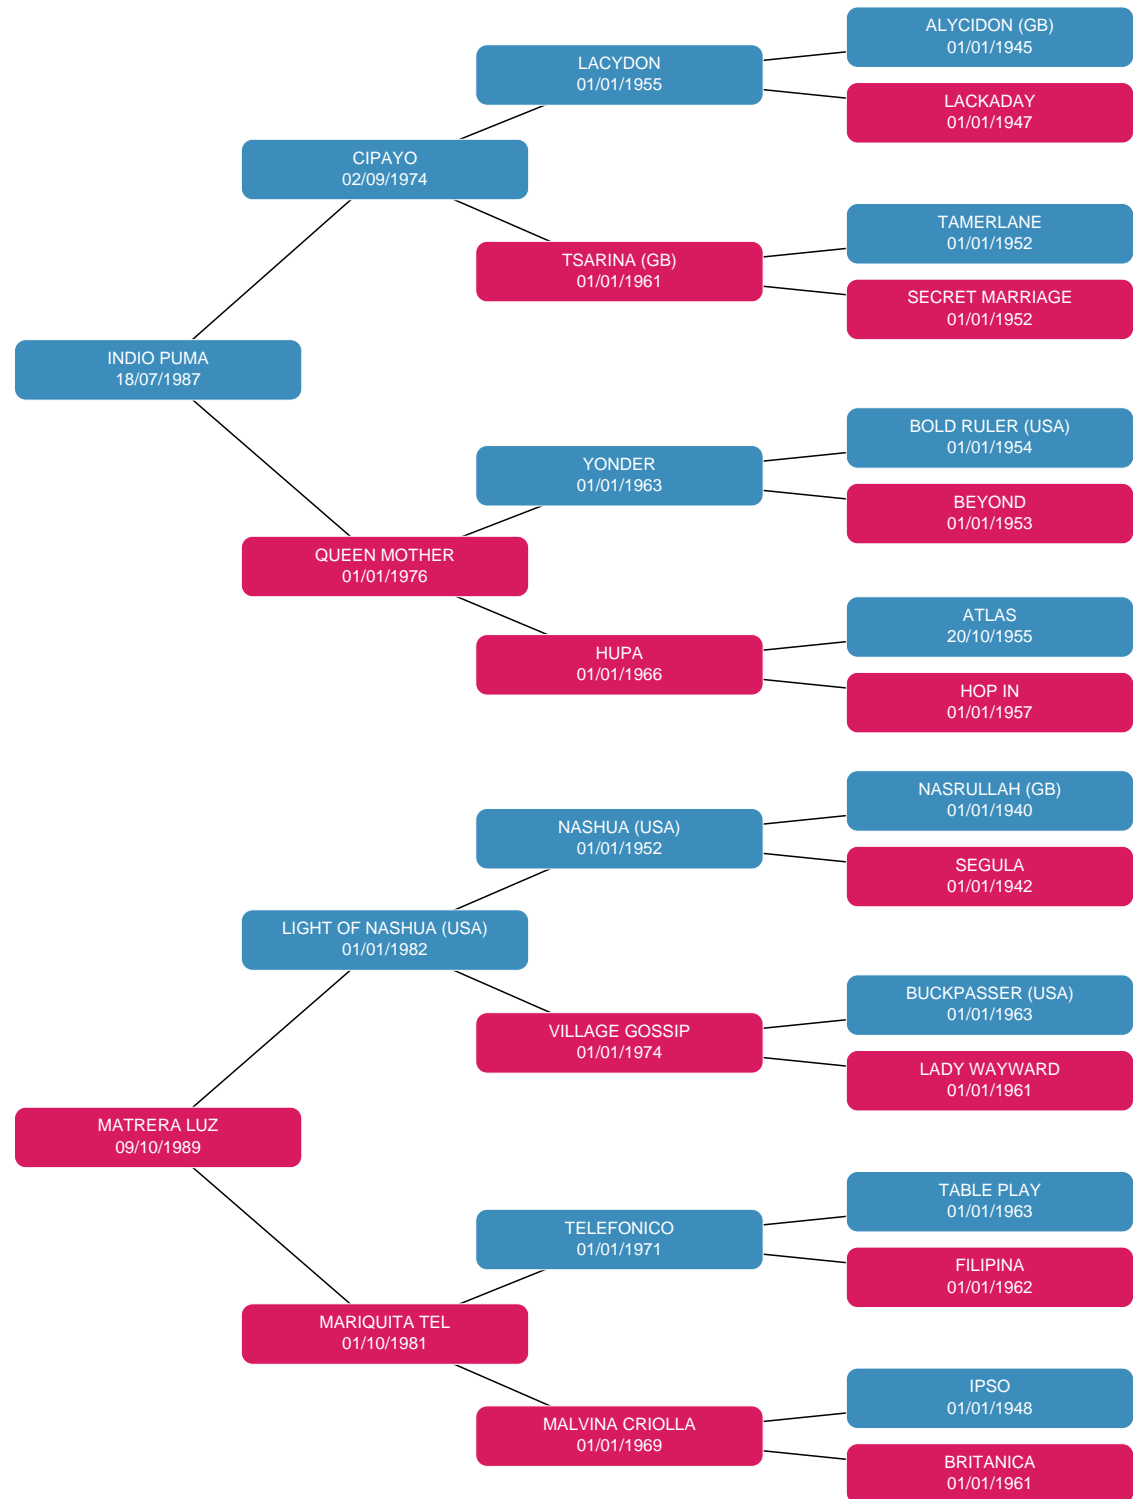 ALYCIDON (GB)
01/01/1945
LACYDON
01/01/1955
LACKADAY
01/01/1947
CIPAYO
02/09/1974
TAMERLANE
01/01/1952
TSARINA (GB)
01/01/1961
SECRET MARRIAGE
01/01/1952
INDIO PUMA
18/07/1987
BOLD RULER (USA)
01/01/1954
YONDER
01/01/1963
BEYOND
01/01/1953
QUEEN MOTHER
01/01/1976
ATLAS
20/10/1955
HUPA
01/01/1966
HOP IN
01/01/1957
NASRULLAH (GB)
01/01/1940
NASHUA (USA)
01/01/1952
SEGULA
01/01/1942
LIGHT OF NASHUA (USA)
01/01/1982
BUCKPASSER (USA)
01/01/1963
VILLAGE GOSSIP
01/01/1974
LADY WAYWARD
01/01/1961
MATRERA LUZ
09/10/1989
TABLE PLAY
01/01/1963
TELEFONICO
01/01/1971
FILIPINA
01/01/1962
MARIQUITA TEL
01/10/1981
IPSO
01/01/1948
MALVINA CRIOLLA
01/01/1969
BRITANICA
01/01/1961